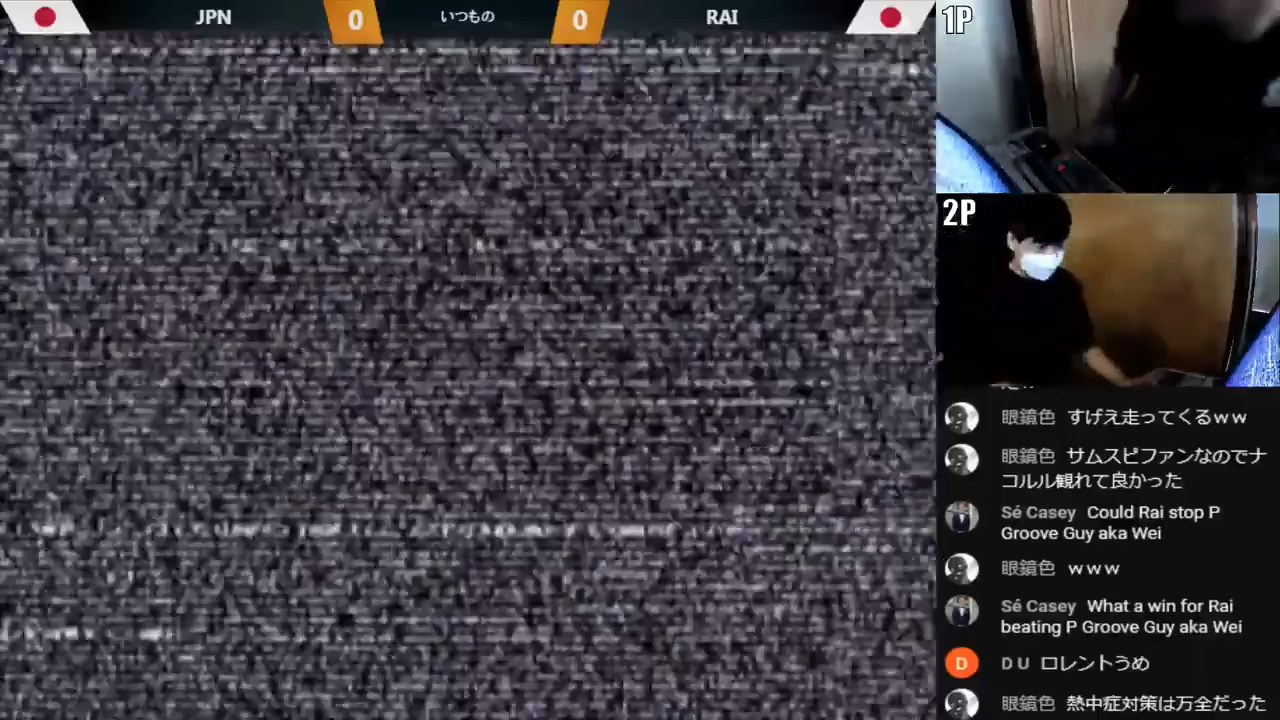 JPN 0 いつもの 0 RAI
1P
2P
眼鏡色 すげえ走ってくるｗｗ
眼鏡色 サムスピファンなのでナ
コルル観れて良かった
Sé Casey Could Rai stop P
Groove Guy aka Wei
眼鏡色 ｗｗｗ
Sé Casey What a win for Rai
beating P Groove Guy aka Wei
D
D U ロレントうめ
眼鏡色 熱中症対策は万全だった